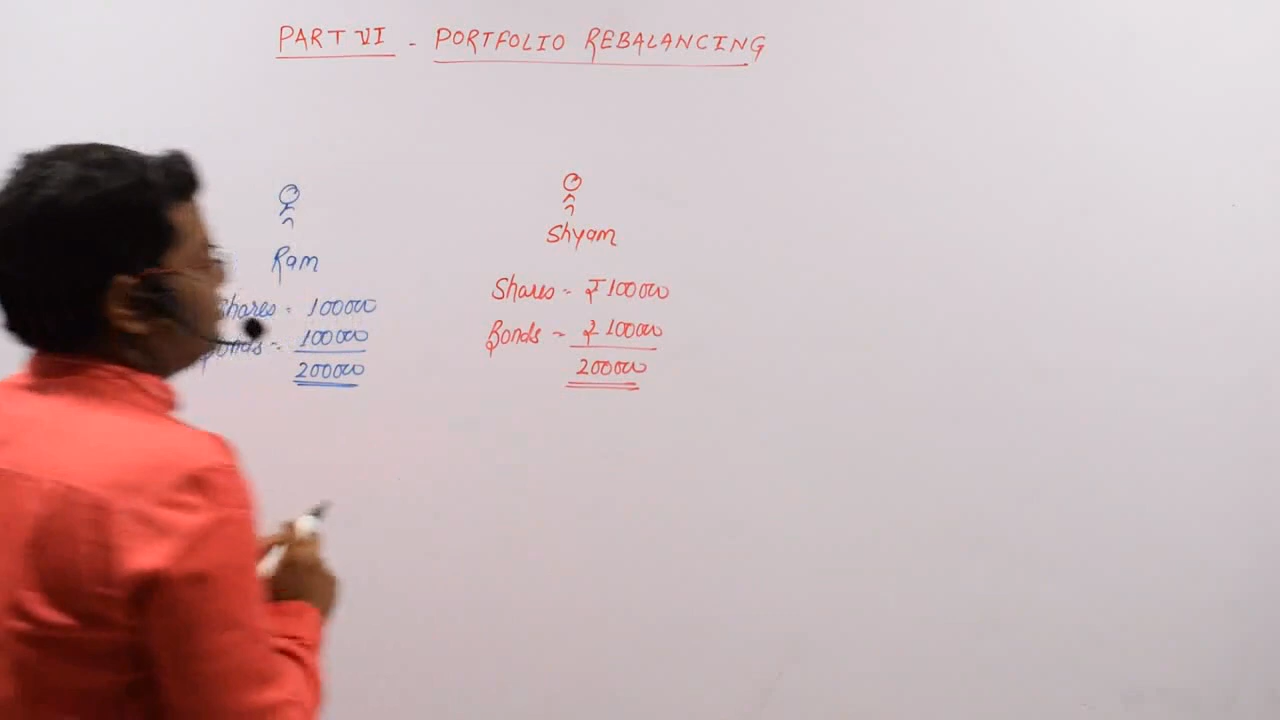 PART VI - PORTFOLIO REBALANCING
Ram
Shares - 100000
Bonds - 100000
200000
Shyam
Shares - ₹100000
Bonds - ₹100000
200000